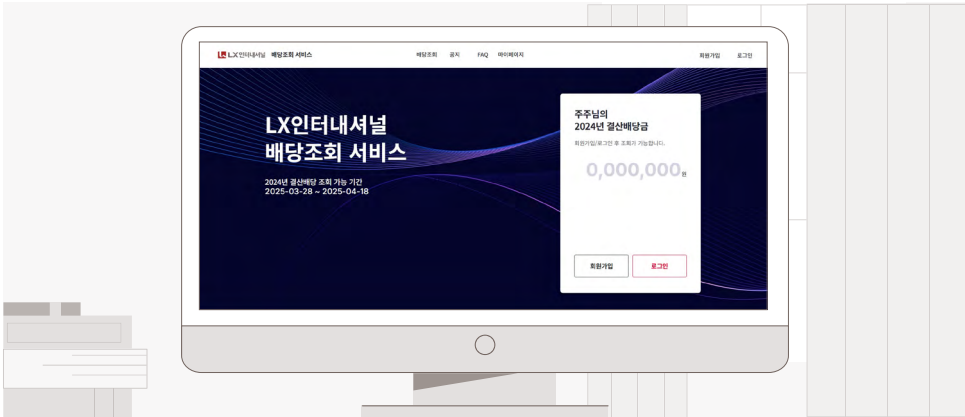 LX인터내셔널 배당조회 서비스
배당조회 공지 FAQ 마이페이지
회원가입 로그인
LX인터내셔널
배당조회 서비스
2024년 결산배당 조회 가능 기간
2025-03-28 ~ 2025-04-18
주주님의
2024년 결산배당금
회원가입/로그인 후 조회가 가능합니다.
0,000,000원
회원가입 로그인